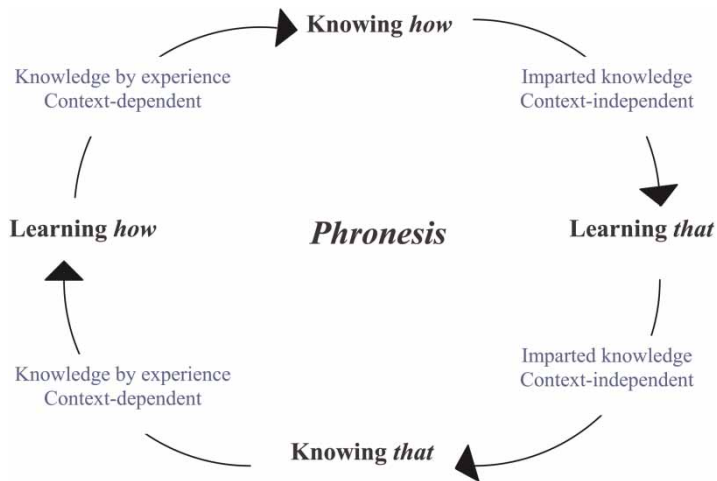 Knowing how
Knowledge by experience
Context-dependent
Imparted knowledge
Context-independent
Learning how
Phronesis
Learning that
Knowledge by experience
Context-dependent
Imparted knowledge
Context-independent
Knowing that